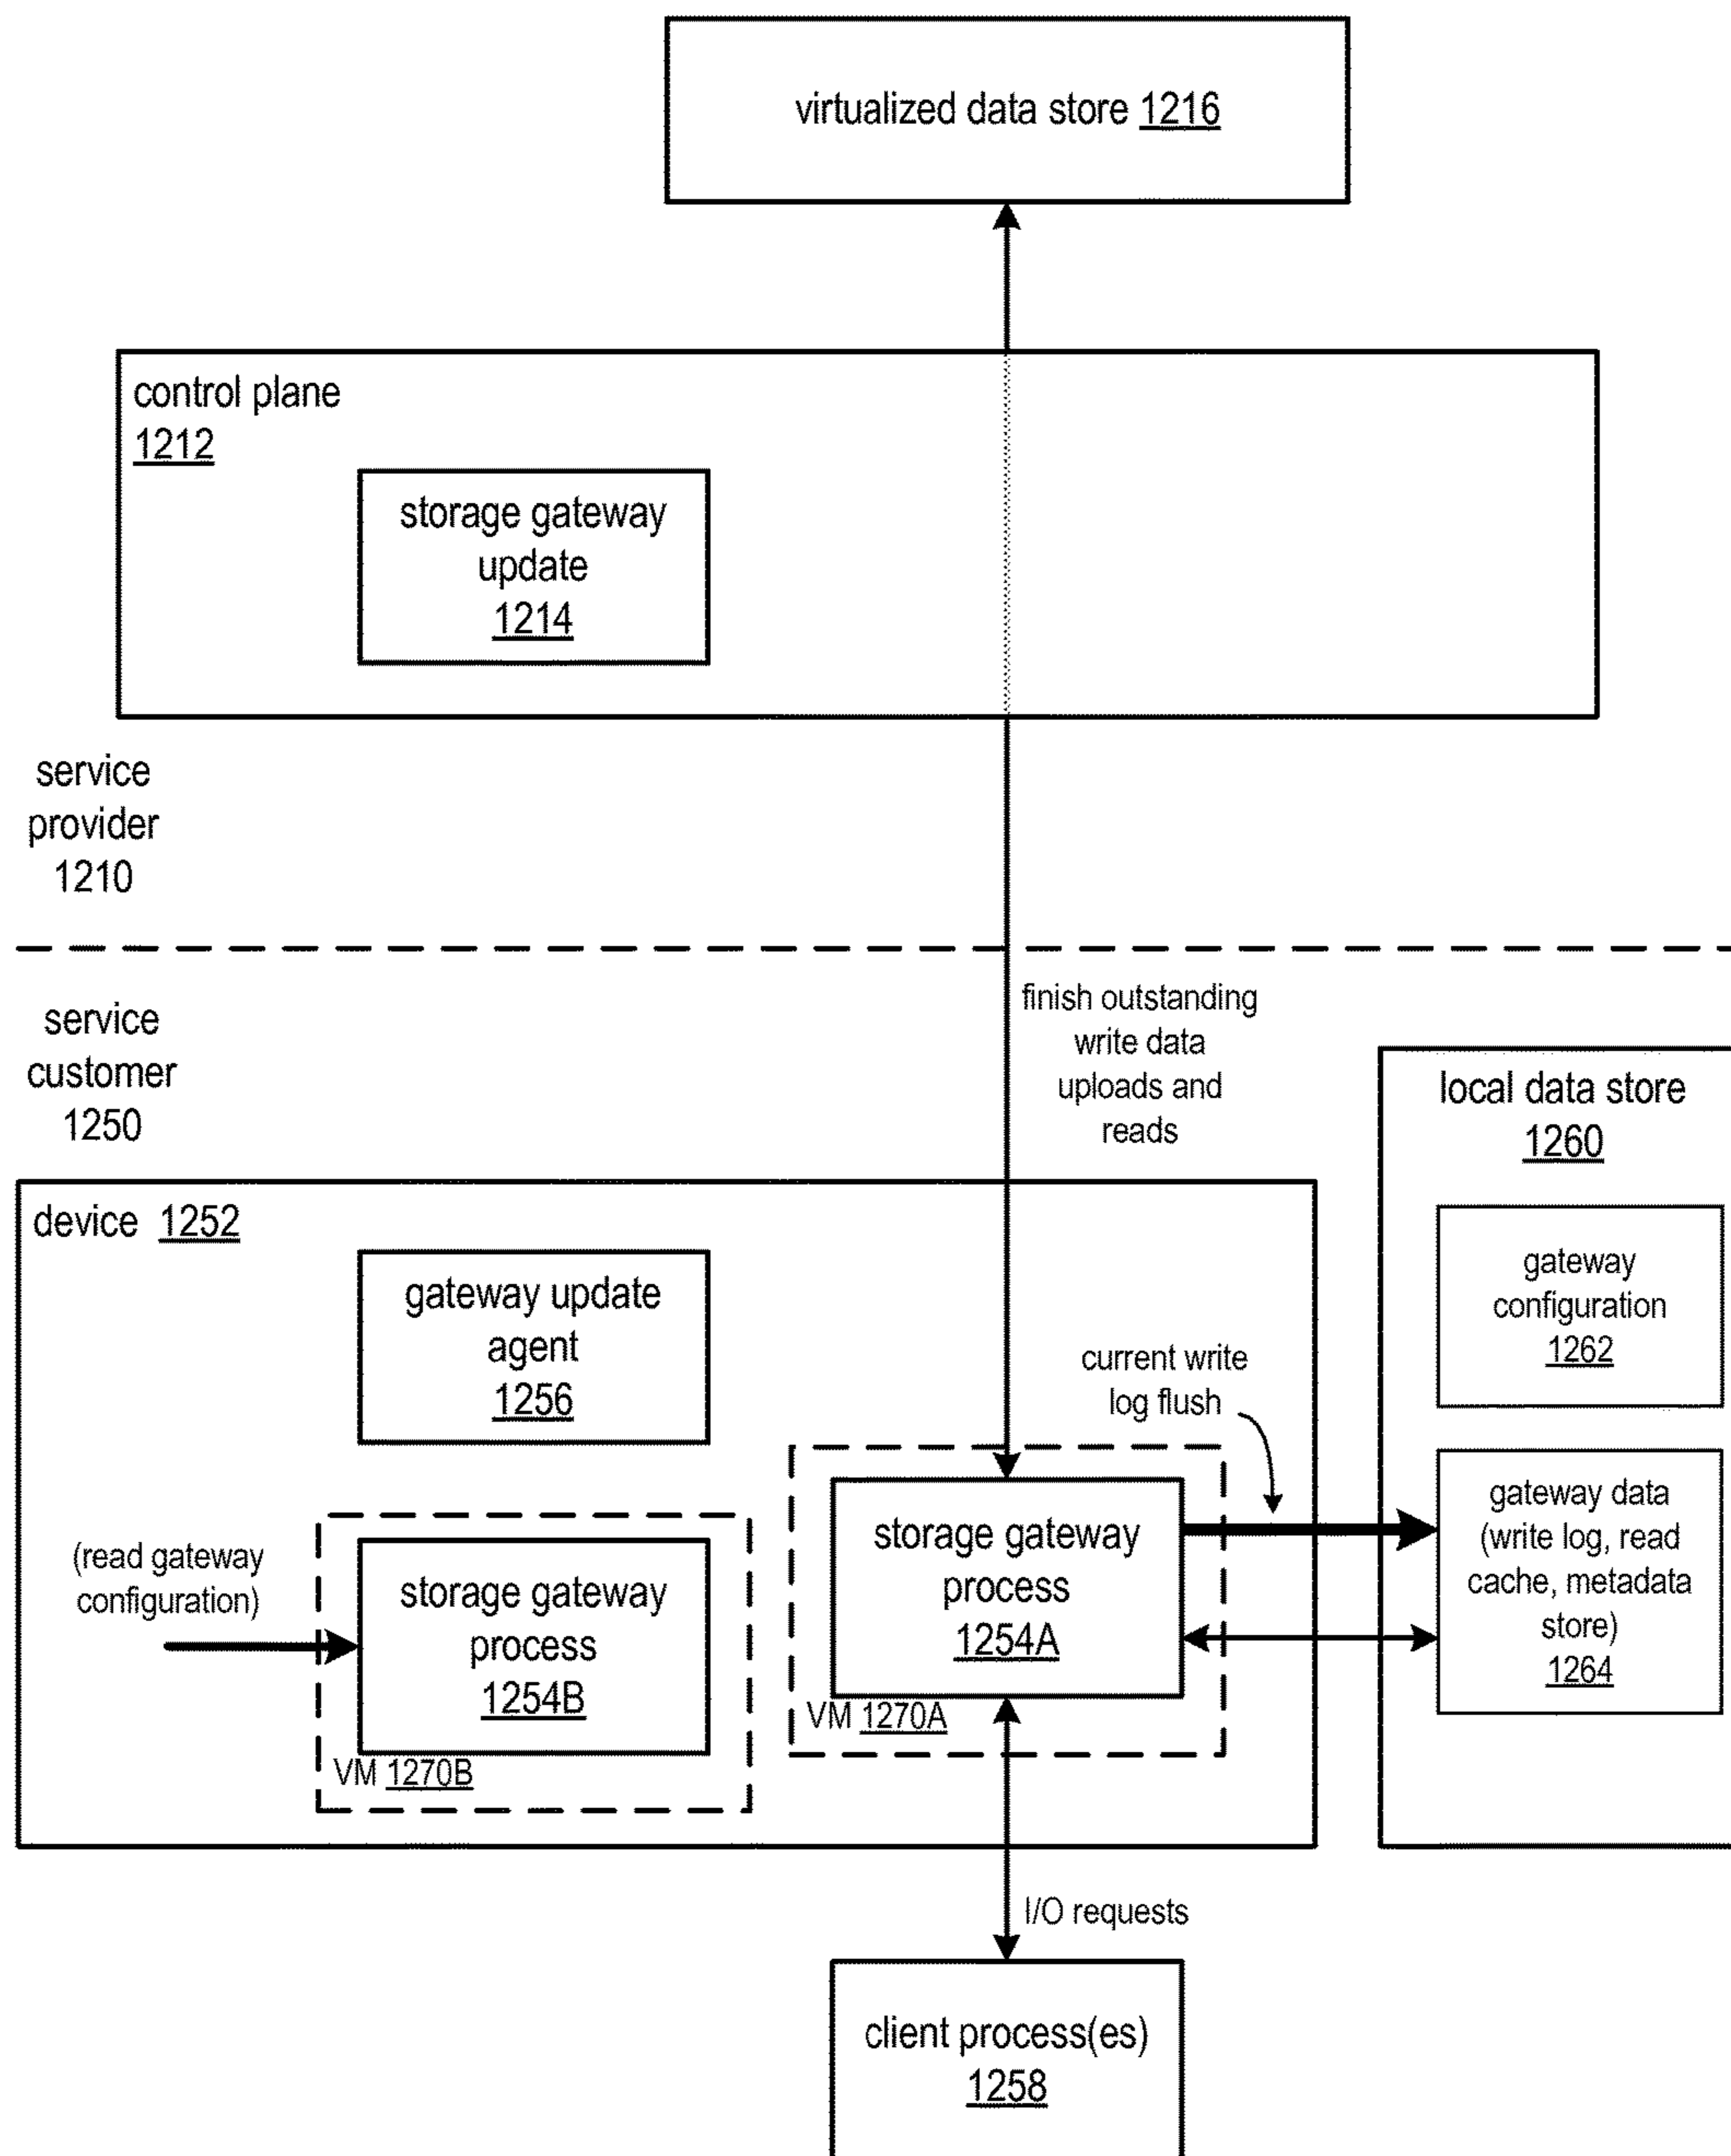 virtualized data store 1216
control plane
1212
storage gateway
update
1214
service
provider
1210
service
customer
1250
finish outstanding
write data
uploads and
reads
local data store
1260
device 1252
gateway update
agent
1256
gateway
configuration
1262
current write
log flush
gateway data
(write log, read
cache, metadata
store)
1264
storage gateway
process
1254A
VM 1270A
(read gateway
configuration)
storage gateway
process
1254B
VM 1270B
I/O requests
client process(es)
1258